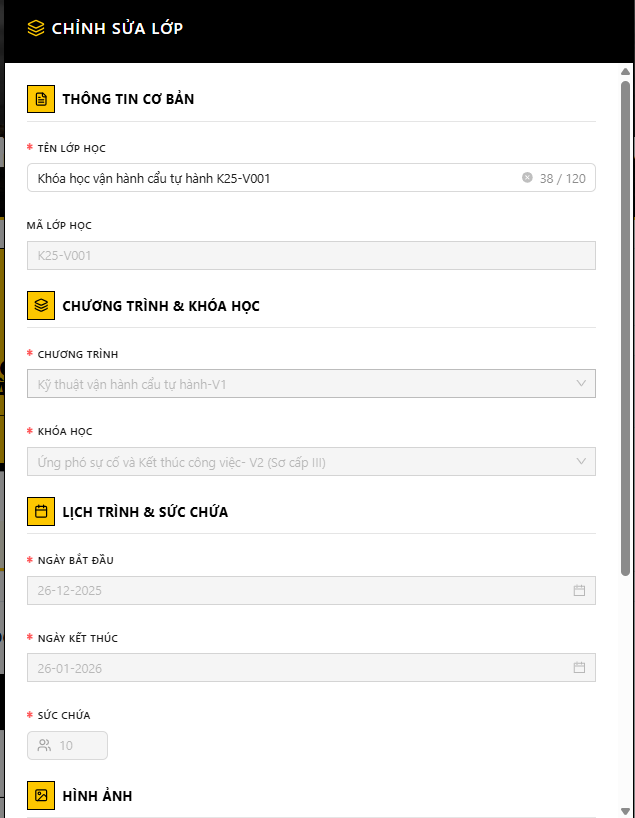 CHỈNH SỬA LỚP
THÔNG TIN CƠ BẢN
* TÊN LỚP HỌC
Khóa học vận hành cẩu tự hành K25-V001 38 / 120
MÃ LỚP HỌC
K25-V001
CHƯƠNG TRÌNH & KHÓA HỌC
* CHƯƠNG TRÌNH
Kỹ thuật vận hành cẩu tự hành-V1
* KHÓA HỌC
Ứng phó sự cố và Kết thúc công việc- V2 (Sơ cấp III)
LỊCH TRÌNH & SỨC CHỨA
* NGÀY BẮT ĐẦU
26-12-2025
* NGÀY KẾT THÚC
26-01-2026
* SỨC CHỨA
10
HÌNH ẢNH